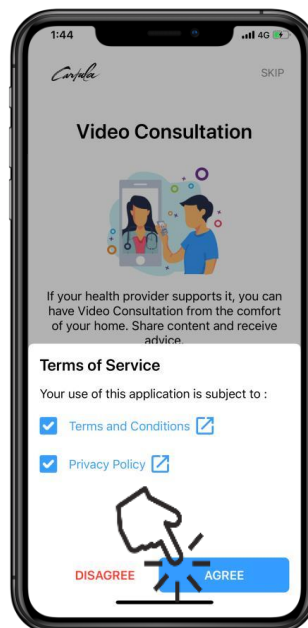 1:44
4G
SKIP
Video Consultation
If your health provider supports it, you can
have Video Consultation from the comfort
of your home. Share content and receive
advice.
Terms of Service
Your use of this application is subject to :
Terms and Conditions
Privacy Policy
DISAGREE
AGREE